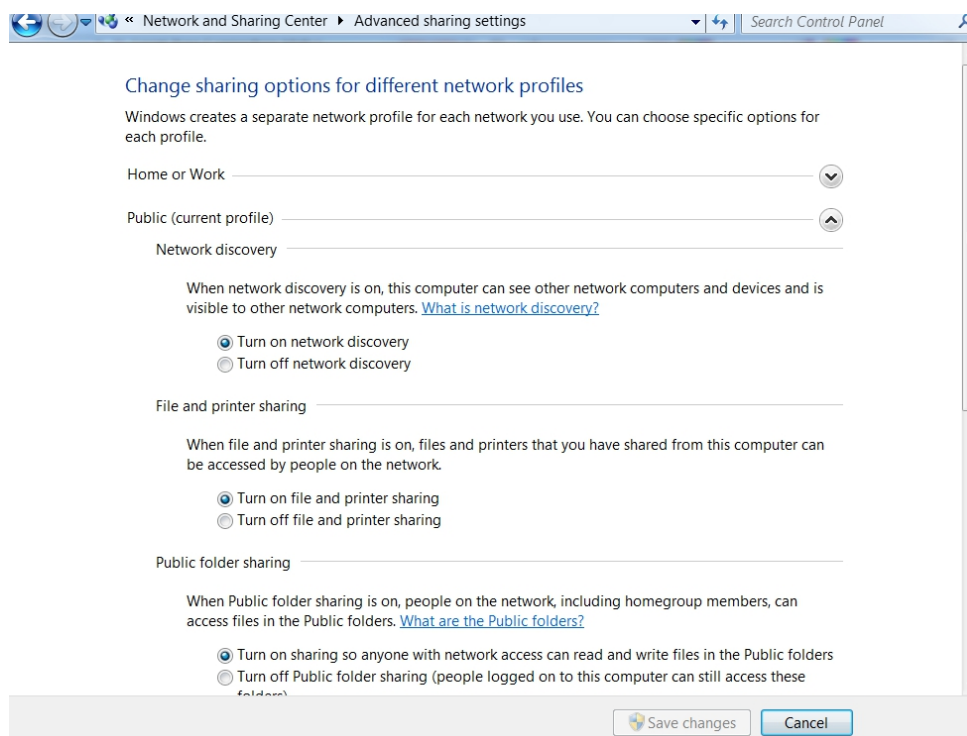 « Network and Sharing Center ▸ Advanced sharing settings Search Control Panel
Change sharing options for different network profiles
Windows creates a separate network profile for each network you use. You can choose specific options for
each profile.
Home or Work
Public (current profile)
Network discovery
When network discovery is on, this computer can see other network computers and devices and is
visible to other network computers. What is network discovery?
Turn on network discovery
Turn off network discovery
File and printer sharing
When file and printer sharing is on, files and printers that you have shared from this computer can
be accessed by people on the network.
Turn on file and printer sharing
Turn off file and printer sharing
Public folder sharing
When Public folder sharing is on, people on the network, including homegroup members, can
access files in the Public folders. What are the Public folders?
Turn on sharing so anyone with network access can read and write files in the Public folders
Turn off Public folder sharing (people logged on to this computer can still access these
folders)
Save changes Cancel